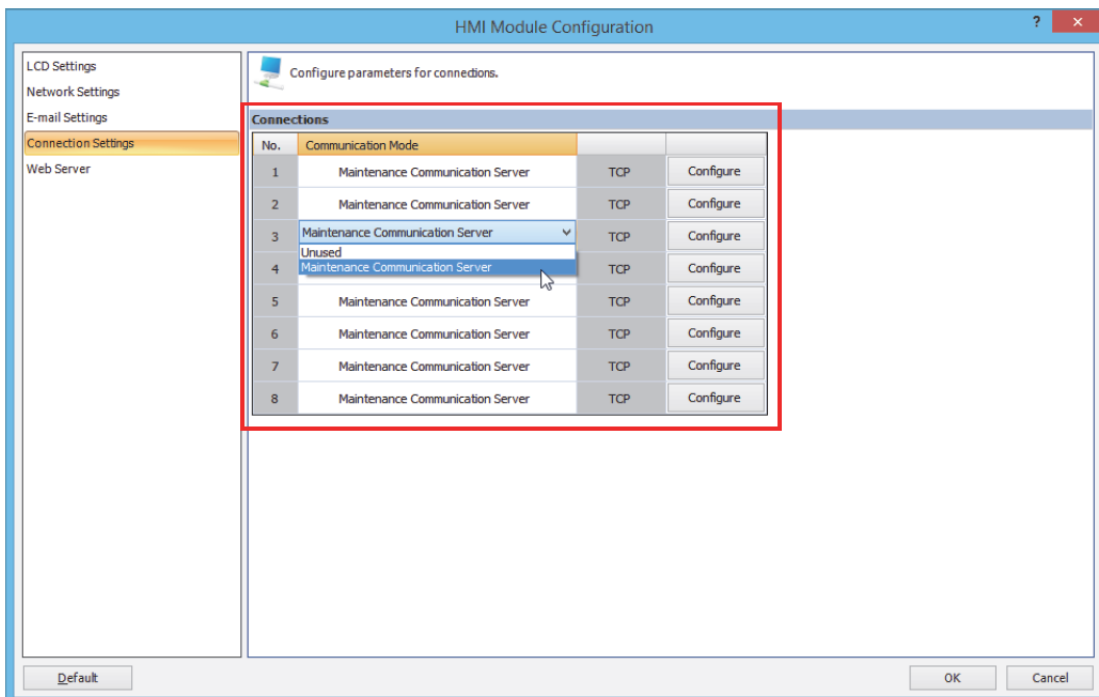 HMI Module Configuration ? ×
LCD Settings
Network Settings
E-mail Settings
Connection Settings
Web Server
Configure parameters for connections.
Connections
No. Communication Mode
1 Maintenance Communication Server TCP Configure
2 Maintenance Communication Server TCP Configure
3 Maintenance Communication Server TCP Configure
Unused
4 Maintenance Communication Server TCP Configure
5 Maintenance Communication Server TCP Configure
6 Maintenance Communication Server TCP Configure
7 Maintenance Communication Server TCP Configure
8 Maintenance Communication Server TCP Configure
Default OK Cancel